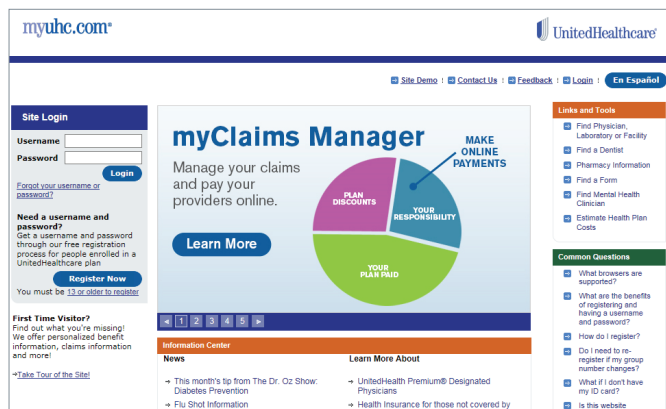 myuhc.com®
UnitedHealthcare®
Site Demo
Contact Us
Feedback
Login
En Español
Site Login
Username
Password
Login
Forgot your username or
password?
Need a username and
password?
Get a username and password
through our free registration
process for people enrolled in a
UnitedHealthcare plan
Register Now
You must be 13 or older to register
First Time Visitor?
Find out what you're missing!
We offer personalized benefit
information, claims information
and more!
Take Tour of the Site!
myClaims Manager
Manage your claims
and pay your
providers online.
Learn More
MAKE
ONLINE
PAYMENTS
PLAN
DISCOUNTS
YOUR
RESPONSIBILITY
YOUR
PLAN PAID
1 2 3 4 5
Information Center
News
This month's tip from The Dr. Oz Show:
Diabetes Prevention
Flu Shot Information
Learn More About
UnitedHealth Premium® Designated
Physicians
Health Insurance for those not covered by
Links and Tools
Find Physician,
Laboratory or Facility
Find a Dentist
Pharmacy Information
Find a Form
Find Mental Health
Clinician
Estimate Health Plan
Costs
Common Questions
What browsers are
supported?
What are the benefits
of registering and
having a username
and password?
How do I register?
Do I need to re-
register if my group
number changes?
What if I don't have
my ID card?
Is this website